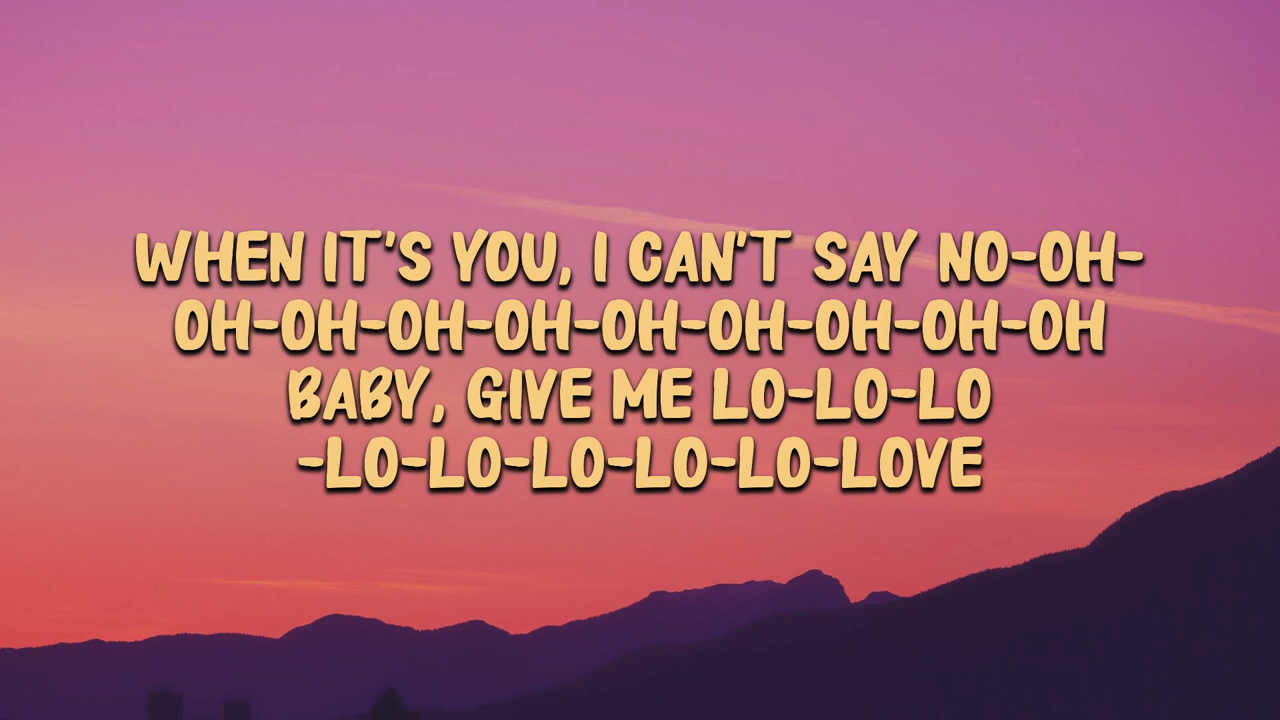 WHEN IT'S YOU, I CAN'T SAY NO-OH-
OH-OH-OH-OH-OH-OH-OH-OH-OH
BABY, GIVE ME LO-LO-LO
-LO-LO-LO-LO-LO-LOVE